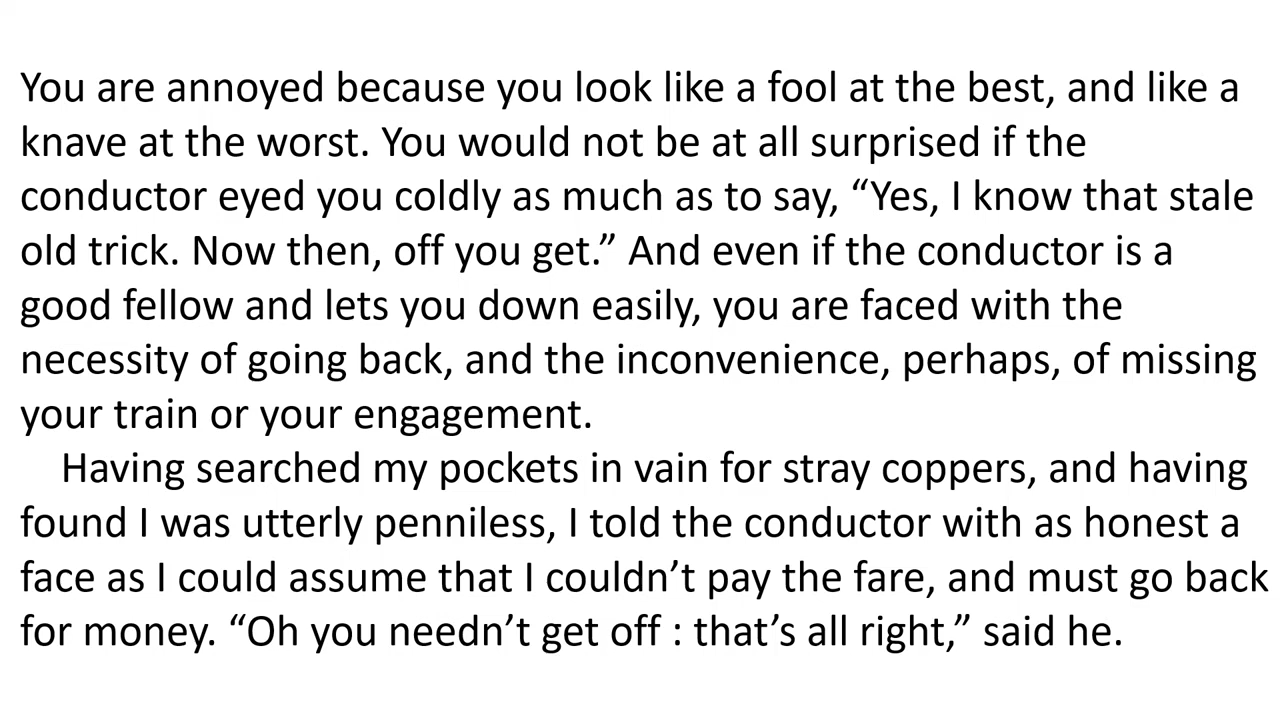 You are annoyed because you look like a fool at the best, and like a
knave at the worst. You would not be at all surprised if the
conductor eyed you coldly as much as to say, “Yes, I know that stale
old trick. Now then, off you get.” And even if the conductor is a
good fellow and lets you down easily, you are faced with the
necessity of going back, and the inconvenience, perhaps, of missing
your train or your engagement.
Having searched my pockets in vain for stray coppers, and having
found I was utterly penniless, I told the conductor with as honest a
face as I could assume that I couldn’t pay the fare, and must go back
for money. “Oh you needn’t get off : that’s all right,” said he.